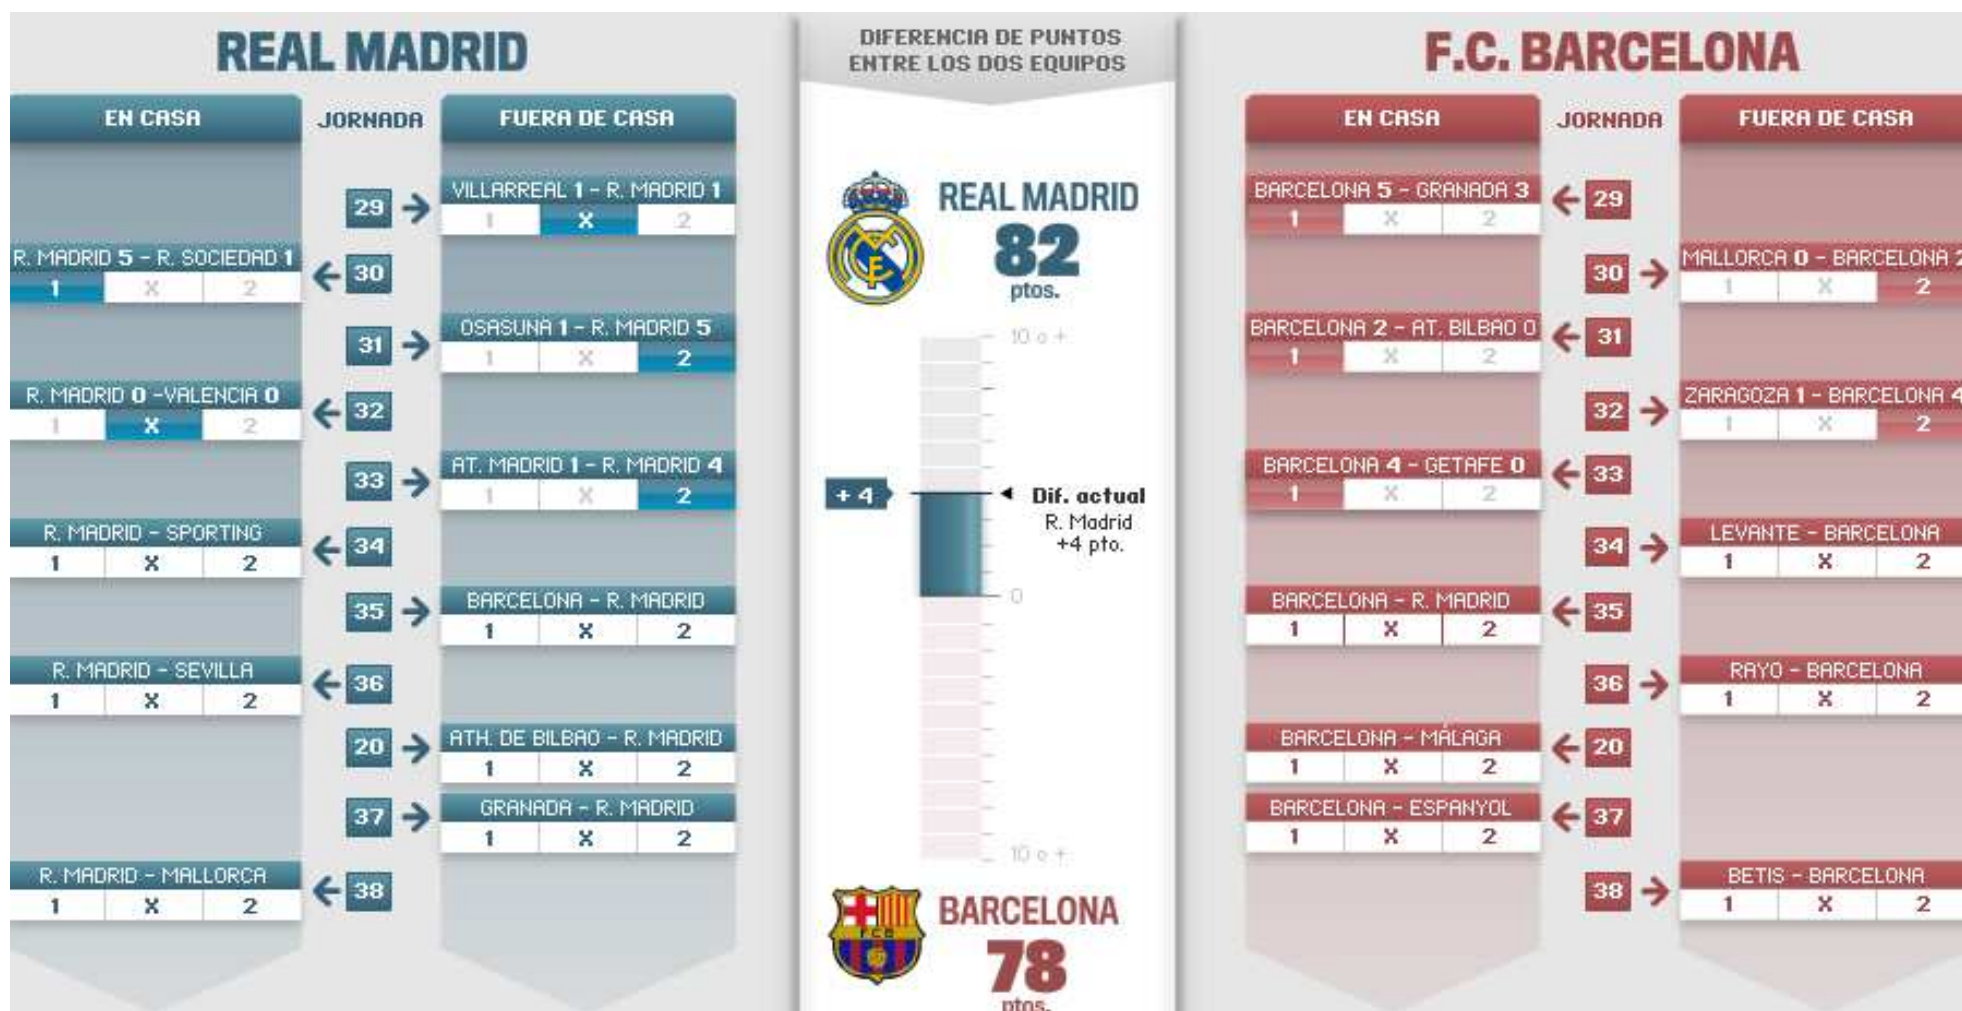 REAL MADRID
EN CASA
JORNADA
FUERA DE CASA
29
VILLARREAL 1 - R. MADRID 1
1 X 2
R. MADRID 5 - R. SOCIEDAD 1
1 X 2
30
31
OSASUNA 1 - R. MADRID 5
1 X 2
R. MADRID 0 -VALENCIA 0
1 X 2
32
33
AT. MADRID 1 - R. MADRID 4
1 X 2
R. MADRID - SPORTING
1 X 2
34
35
BARCELONA - R. MADRID
1 X 2
R. MADRID - SEVILLA
1 X 2
36
20
ATH. DE BILBAO - R. MADRID
1 X 2
37
GRANADA - R. MADRID
1 X 2
R. MADRID - MALLORCA
1 X 2
38
DIFERENCIA DE PUNTOS
ENTRE LOS DOS EQUIPOS
REAL MADRID
82
ptos.
10 o +
+ 4
Dif. actual
R. Madrid
+4 pto.
0
10 o +
FCB
BARCELONA
78
ptos.
F.C. BARCELONA
EN CASA
JORNADA
FUERA DE CASA
BARCELONA 5 - GRANADA 3
1 X 2
29
30
MALLORCA 0 - BARCELONA 2
1 X 2
BARCELONA 2 - AT. BILBAO 0
1 X 2
31
32
ZARAGOZA 1 - BARCELONA 4
1 X 2
BARCELONA 4 - GETAFE 0
1 X 2
33
34
LEVANTE - BARCELONA
1 X 2
BARCELONA - R. MADRID
1 X 2
35
36
RAYO - BARCELONA
1 X 2
BARCELONA - MÁLAGA
1 X 2
20
BARCELONA - ESPANYOL
1 X 2
37
38
BETIS - BARCELONA
1 X 2